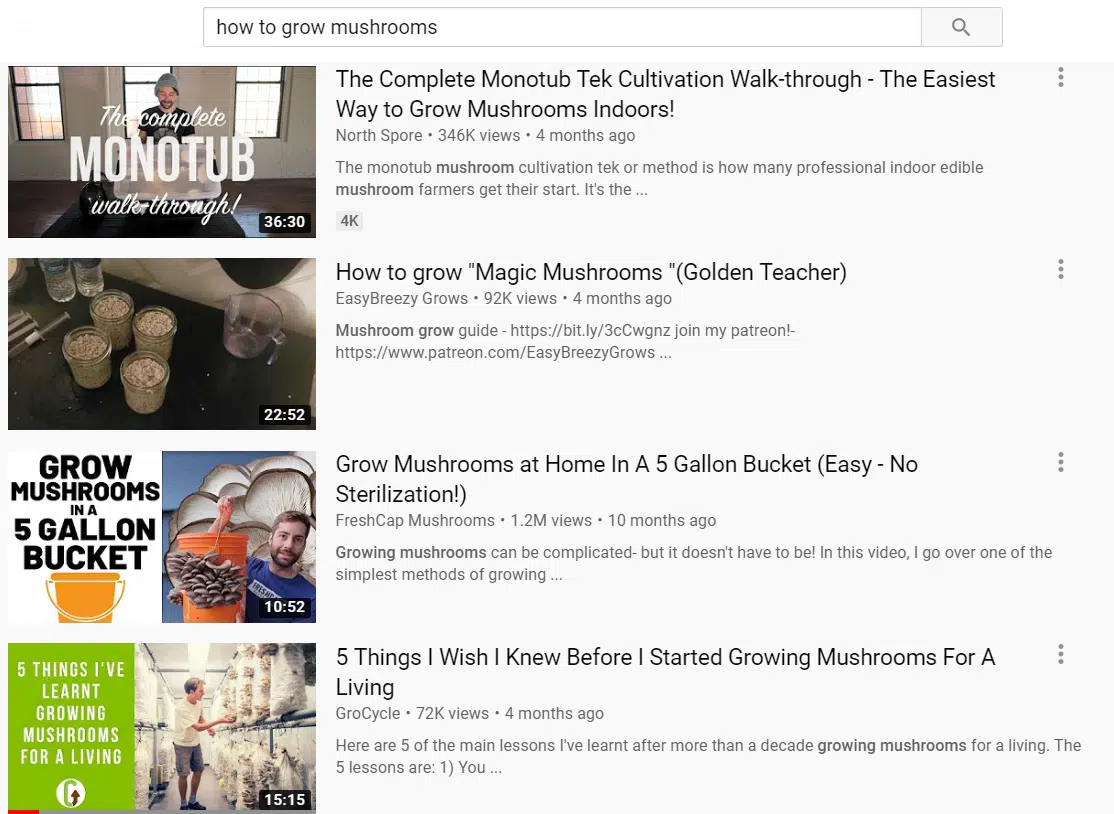 how to grow mushrooms
The complete
MONOTUB
walk-through!
36:30
The Complete Monotub Tek Cultivation Walk-through - The Easiest
Way to Grow Mushrooms Indoors!
North Spore • 346K views • 4 months ago
The monotub mushroom cultivation tek or method is how many professional indoor edible
mushroom farmers get their start. It's the ...
4K
22:52
How to grow "Magic Mushrooms "(Golden Teacher)
EasyBreezy Grows • 92K views • 4 months ago
Mushroom grow guide - https://bit.ly/3cCwgnz join my patreon!-
https://www.patreon.com/EasyBreezyGrows ...
GROW
MUSHROOMS
IN A
5 GALLON
BUCKET
10:52
Grow Mushrooms at Home In A 5 Gallon Bucket (Easy - No
Sterilization!)
FreshCap Mushrooms • 1.2M views • 10 months ago
Growing mushrooms can be complicated- but it doesn't have to be! In this video, I go over one of the
simplest methods of growing ...
5 THINGS I'VE
LEARNT
GROWING
MUSHROOMS
FOR A LIVING
15:15
5 Things I Wish I Knew Before I Started Growing Mushrooms For A
Living
GroCycle • 72K views • 4 months ago
Here are 5 of the main lessons I've learnt after more than a decade growing mushrooms for a living. The
5 lessons are: 1) You ...